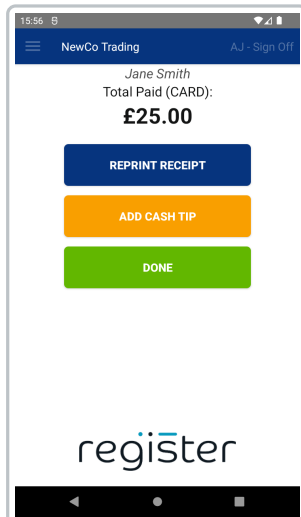 15:56
NewCo Trading
AJ - Sign Off
Jane Smith
Total Paid (CARD):
£25.00
REPRINT RECEIPT
ADD CASH TIP
DONE
register